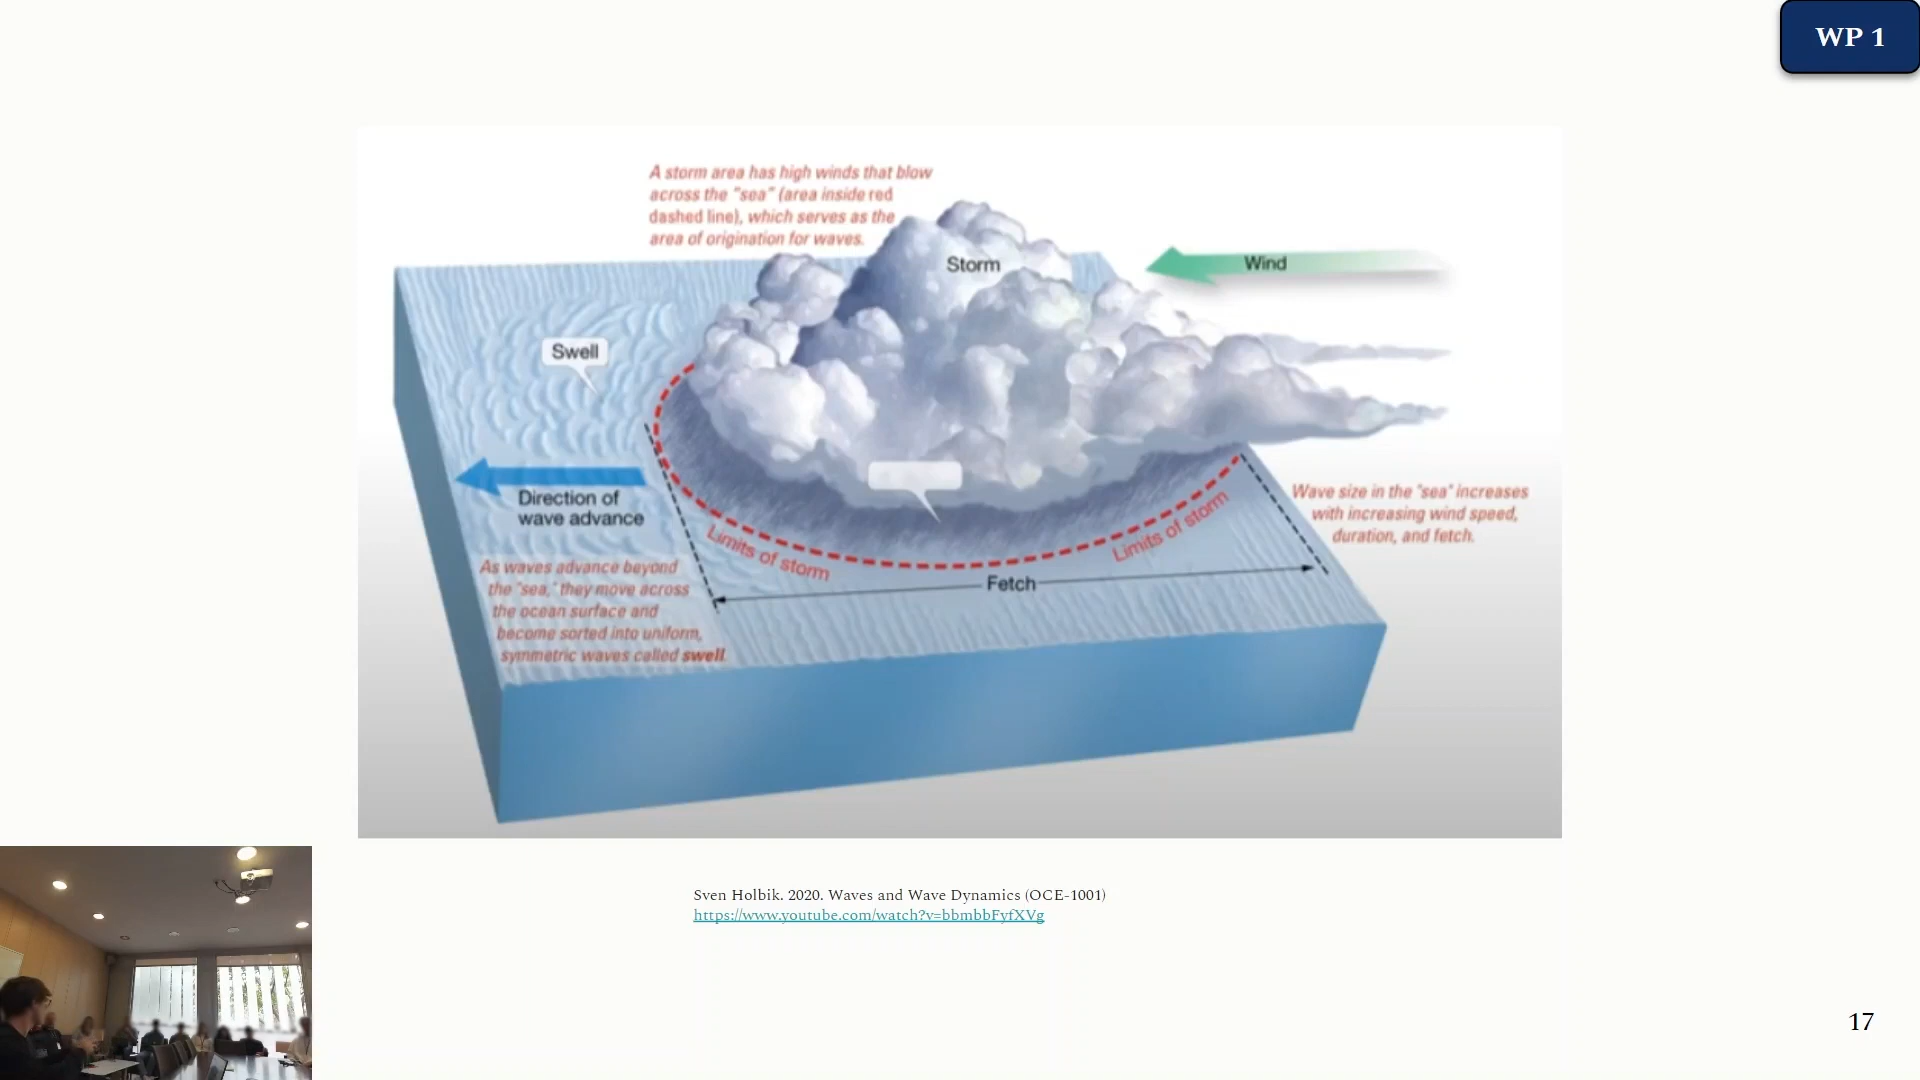 WP 1
A storm area has high winds that blow
across the "sea" (area inside red
dashed line), which serves as the
area of origination for waves.
Storm
Wind
Swell
Direction of
wave advance
Limits of storm
Limits of storm
Wave size in the "sea" increases
with increasing wind speed,
duration, and fetch.
As waves advance beyond
the "sea," they move across
the ocean surface and
become sorted into uniform,
symmetric waves called swell.
Fetch
Sven Holbik. 2020. Waves and Wave Dynamics (OCE-1001)
https://www.youtube.com/watch?v=bbmbbFyfXVg
17